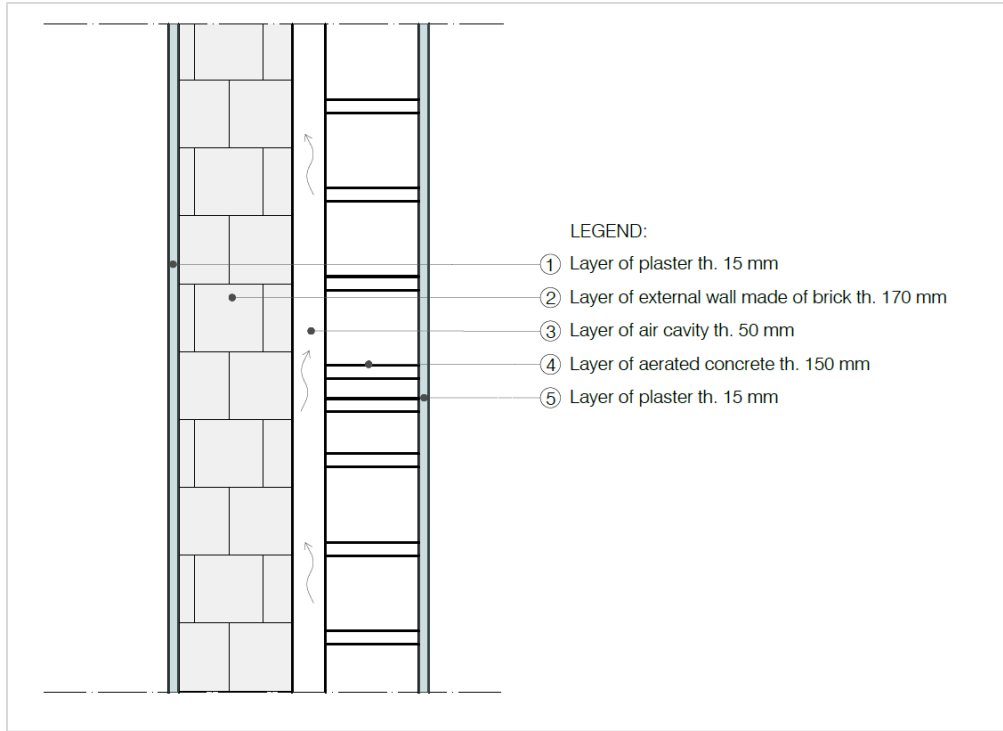 LEGEND:
1 Layer of plaster th. 15 mm
2 Layer of external wall made of brick th. 170 mm
3 Layer of air cavity th. 50 mm
4 Layer of aerated concrete th. 150 mm
5 Layer of plaster th. 15 mm